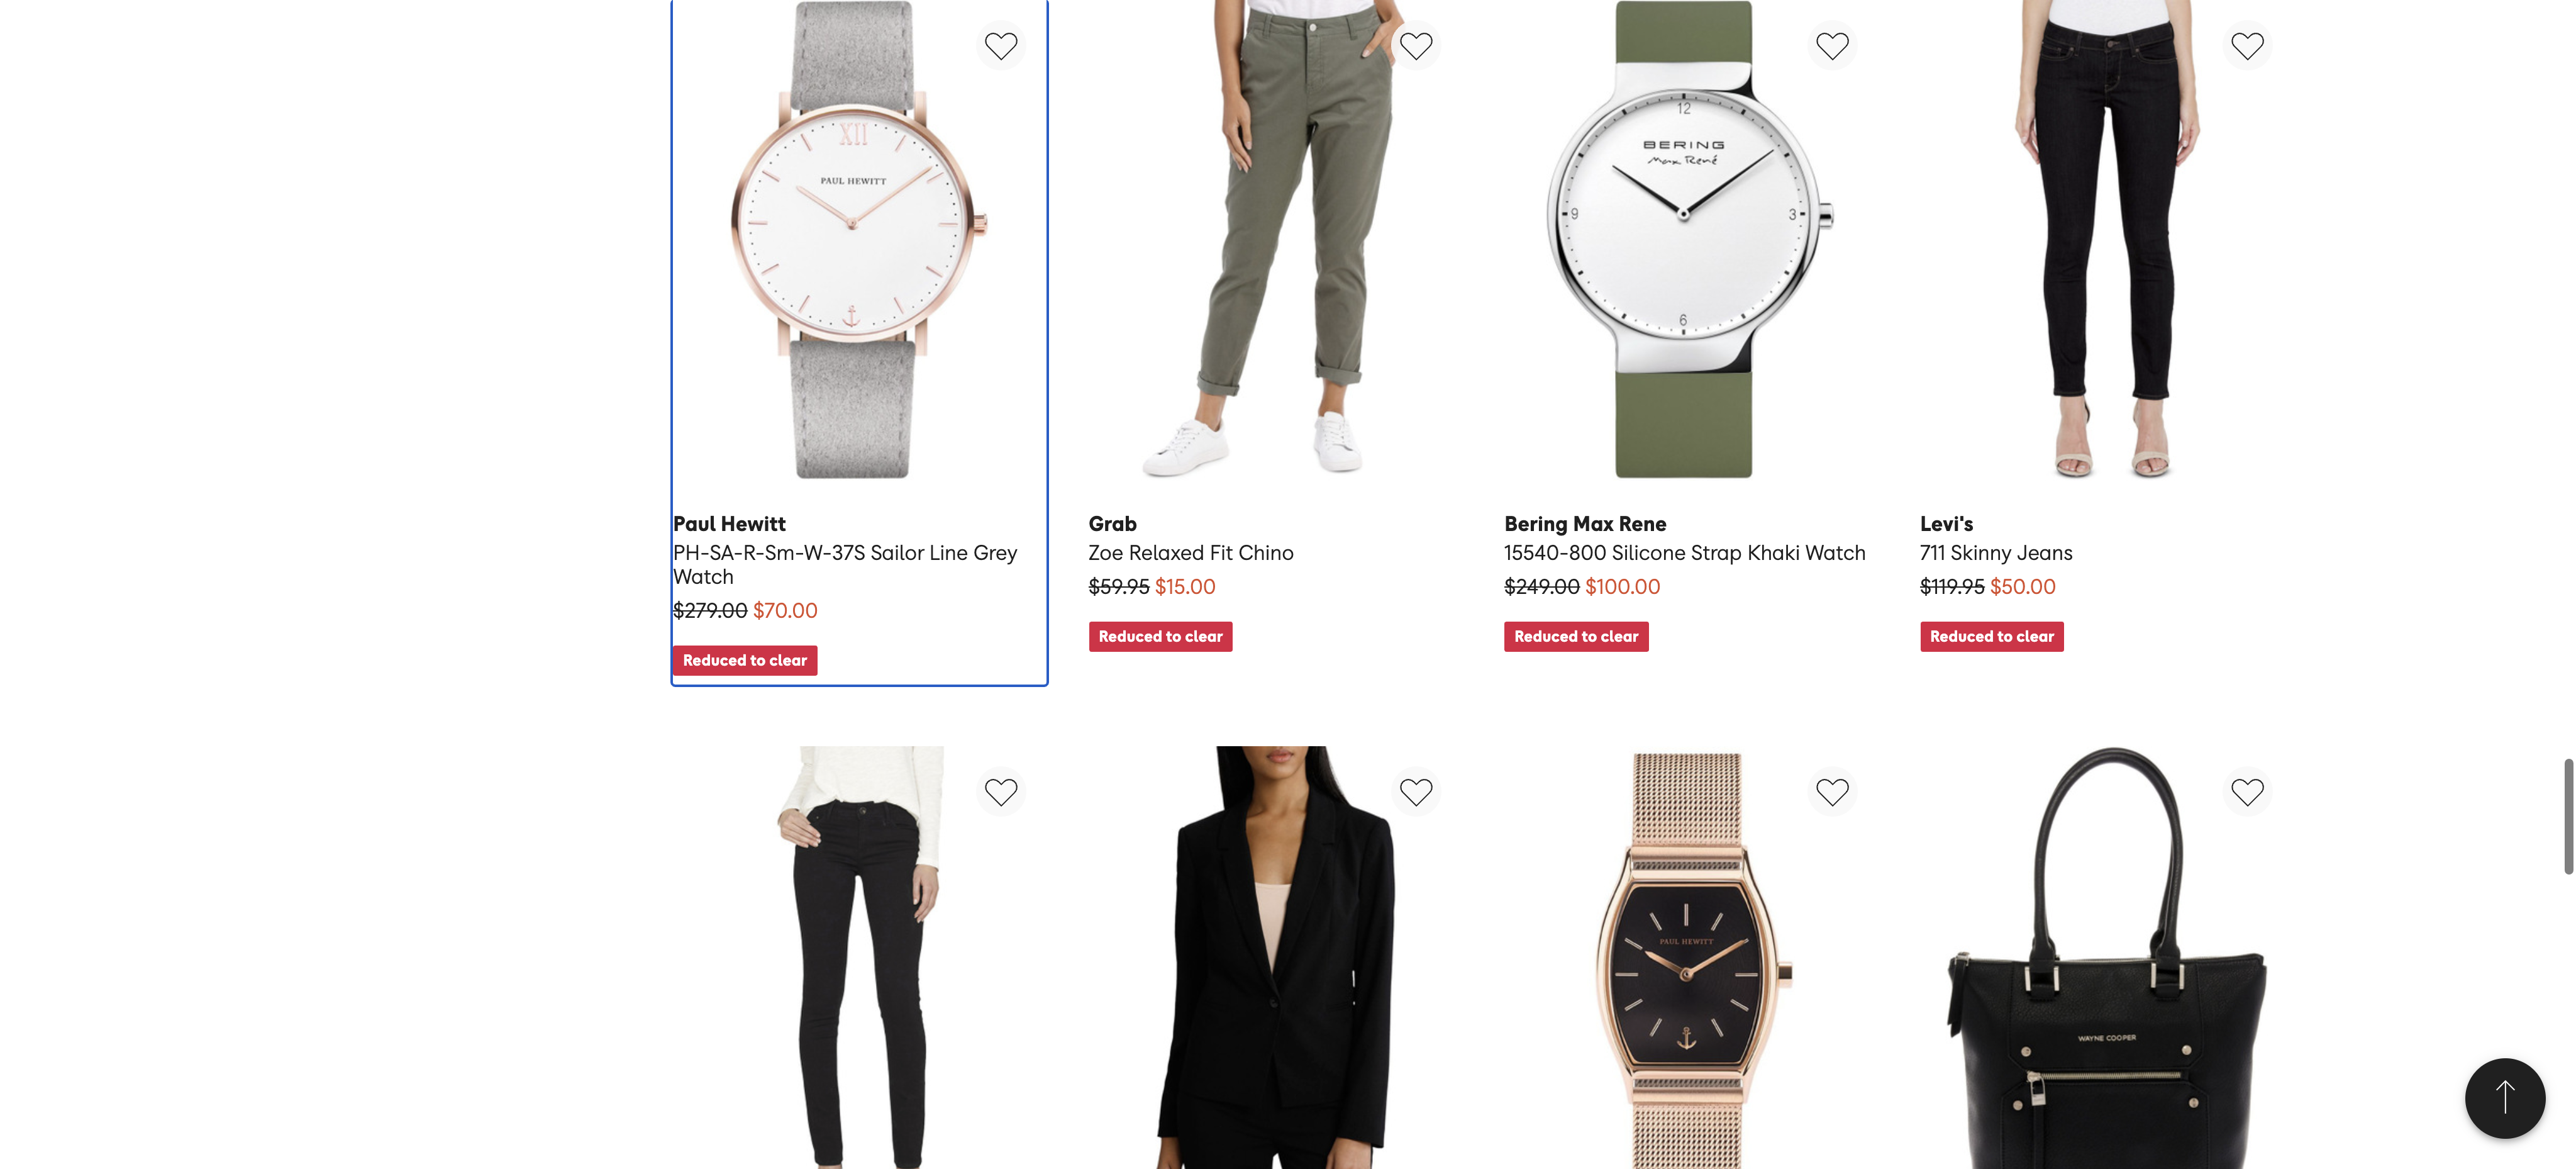 XII
PAUL HEWITT
12
BERING
Max René
9
3
6
Paul Hewitt
PH-SA-R-Sm-W-37S Sailor Line Grey
Watch
$279.00 $70.00
Reduced to clear
Grab
Zoe Relaxed Fit Chino
$59.95 $15.00
Reduced to clear
Bering Max Rene
15540-800 Silicone Strap Khaki Watch
$249.00 $100.00
Reduced to clear
Levi's
711 Skinny Jeans
$119.95 $50.00
Reduced to clear
PAUL HEWITT
WAYNE COOPER